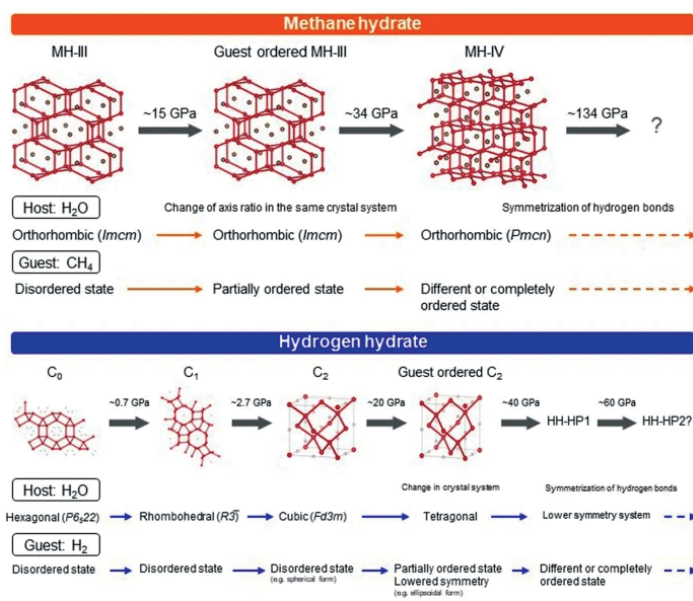 Methane hydrate
MH-III
Guest ordered MH-III
MH-IV
~15 GPa
~34 GPa
~134 GPa
?
Host: H₂O
Change of axis ratio in the same crystal system
Symmetrization of hydrogen bonds
Orthorhombic (Imcm)
Orthorhombic (Imcm)
Orthorhombic (Pmcn)
Guest: CH₄
Disordered state
Partially ordered state
Different or completely
ordered state
Hydrogen hydrate
C₀
C₁
C₂
Guest ordered C₂
~0.7 GPa
~2.7 GPa
~20 GPa
~40 GPa
~60 GPa
HH-HP1
HH-HP2?
Host: H₂O
Change in crystal system
Symmetrization of hydrogen bonds
Hexagonal (P6₅22)
Rhombohedral (R3̅)
Cubic (Fd3m)
Tetragonal
Lower symmetry system
Guest: H₂
Disordered state
Disordered state
Disordered state
(e.g. spherical form)
Partially ordered state
Lowered symmetry
(e.g. ellipsoidal form)
Different or completely
ordered state